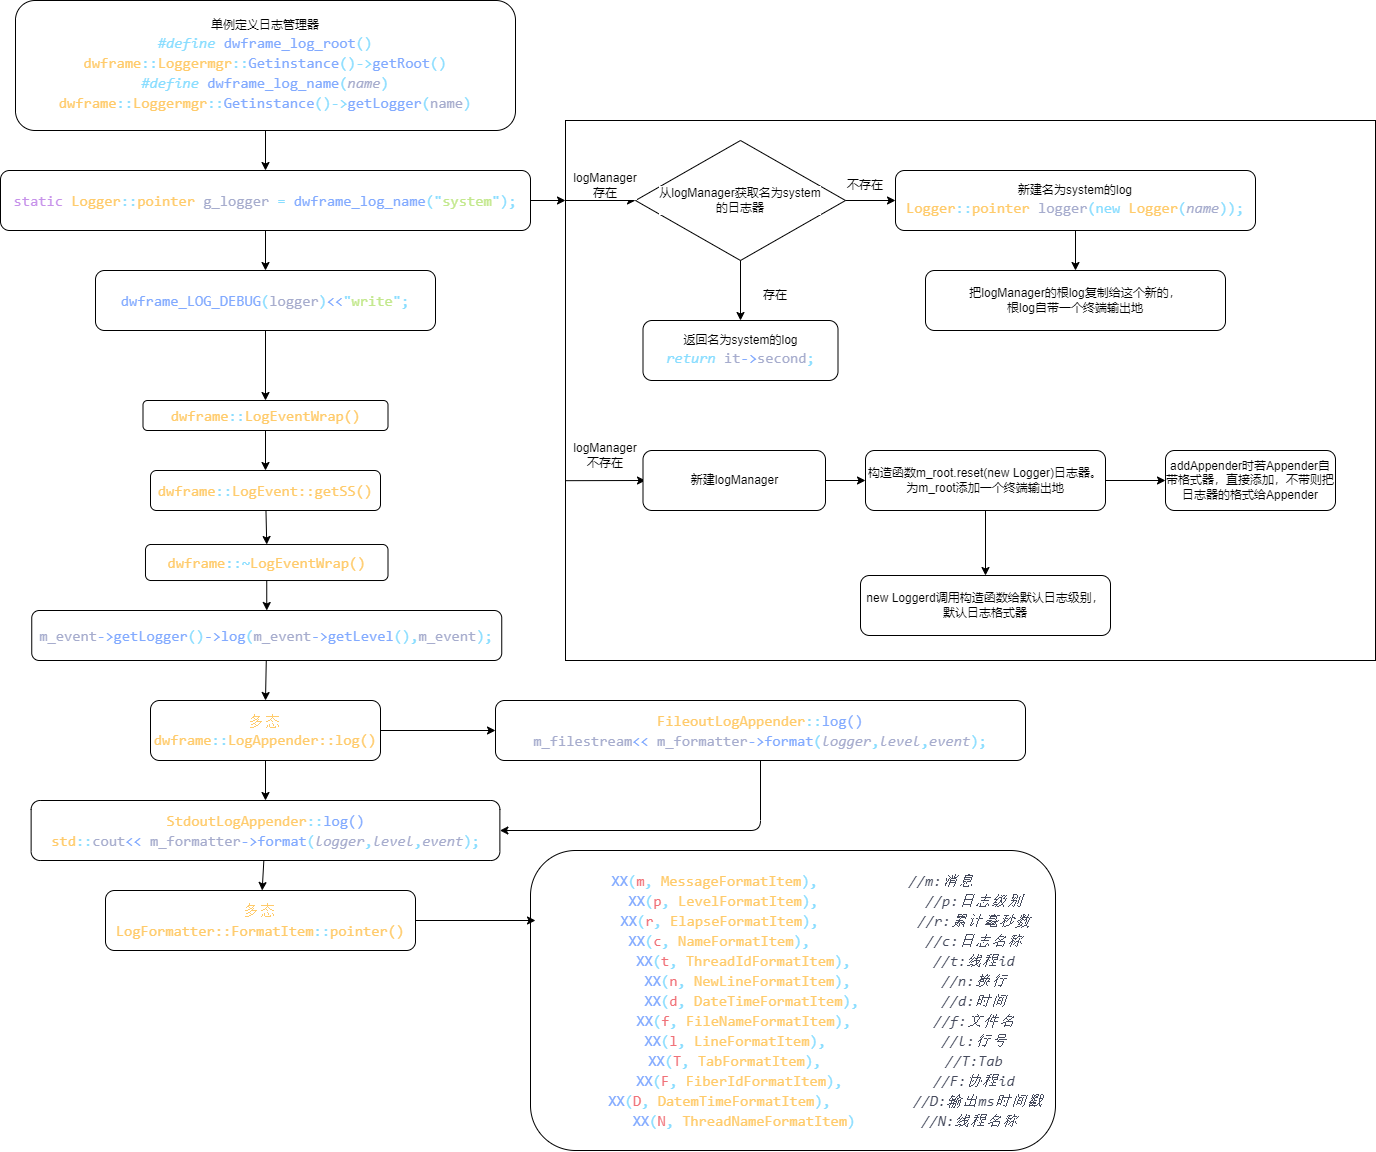 单例定义日志管理器
#define dwframe_log_root()
dwframe::Loggermgr::Getinstance()->getRoot()
#define dwframe_log_name(name)
dwframe::Loggermgr::Getinstance()->getLogger(name)
static Logger::pointer g_logger = dwframe_log_name("system");
dwframe_LOG_DEBUG(logger)<<"write";
dwframe::LogEventWrap()
dwframe::LogEvent::getSS()
dwframe::~LogEventWrap()
m_event->getLogger()->log(m_event->getLevel(),m_event);
多态
dwframe::LogAppender::log()
FileoutLogAppender::log()
m_filestream<< m_formatter->format(logger,level,event);
StdoutLogAppender::log()
std::cout<< m_formatter->format(logger,level,event);
多态
LogFormatter::FormatItem::pointer()
logManager
存在
从logManager获取名为system
的日志器
不存在
新建名为system的log
Logger::pointer logger(new Logger(name));
把logManager的根log复制给这个新的，
根log自带一个终端输出地
存在
返回名为system的log
return it->second;
logManager
不存在
新建logManager
构造函数m_root.reset(new Logger)日志器。
为m_root添加一个终端输出地
addAppender时若Appender自
带格式器，直接添加，不带则把
日志器的格式给Appender
new Loggerd调用构造函数给默认日志级别，
默认日志格式器
XX(m, MessageFormatItem), //m:消息
XX(p, LevelFormatItem), //p:日志级别
XX(r, ElapseFormatItem), //r:累计毫秒数
XX(c, NameFormatItem), //c:日志名称
XX(t, ThreadIdFormatItem), //t:线程id
XX(n, NewLineFormatItem), //n:换行
XX(d, DateTimeFormatItem), //d:时间
XX(f, FileNameFormatItem), //f:文件名
XX(l, LineFormatItem), //l:行号
XX(T, TabFormatItem), //T:Tab
XX(F, FiberIdFormatItem), //F:协程id
XX(D, DatemTimeFormatItem), //D:输出ms时间戳
XX(N, ThreadNameFormatItem) //N:线程名称